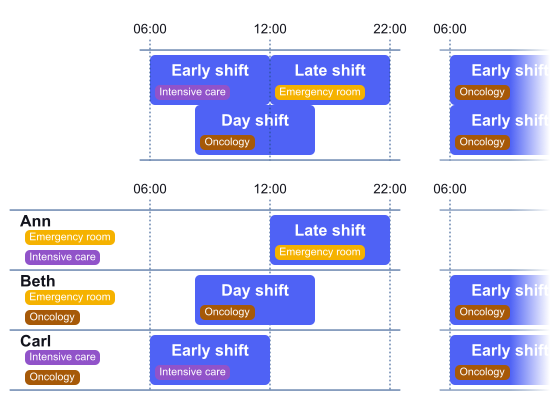 06:00 12:00 22:00 06:00
Early shift Late shift Early shift
Intensive care Emergency room Oncology
Day shift Early shift
Oncology Oncology
06:00 12:00 22:00 06:00
Ann
Emergency room
Intensive care
Late shift
Emergency room
Beth
Emergency room
Oncology
Day shift Early shift
Oncology Oncology
Carl
Intensive care
Oncology
Early shift Early shift
Intensive care Oncology